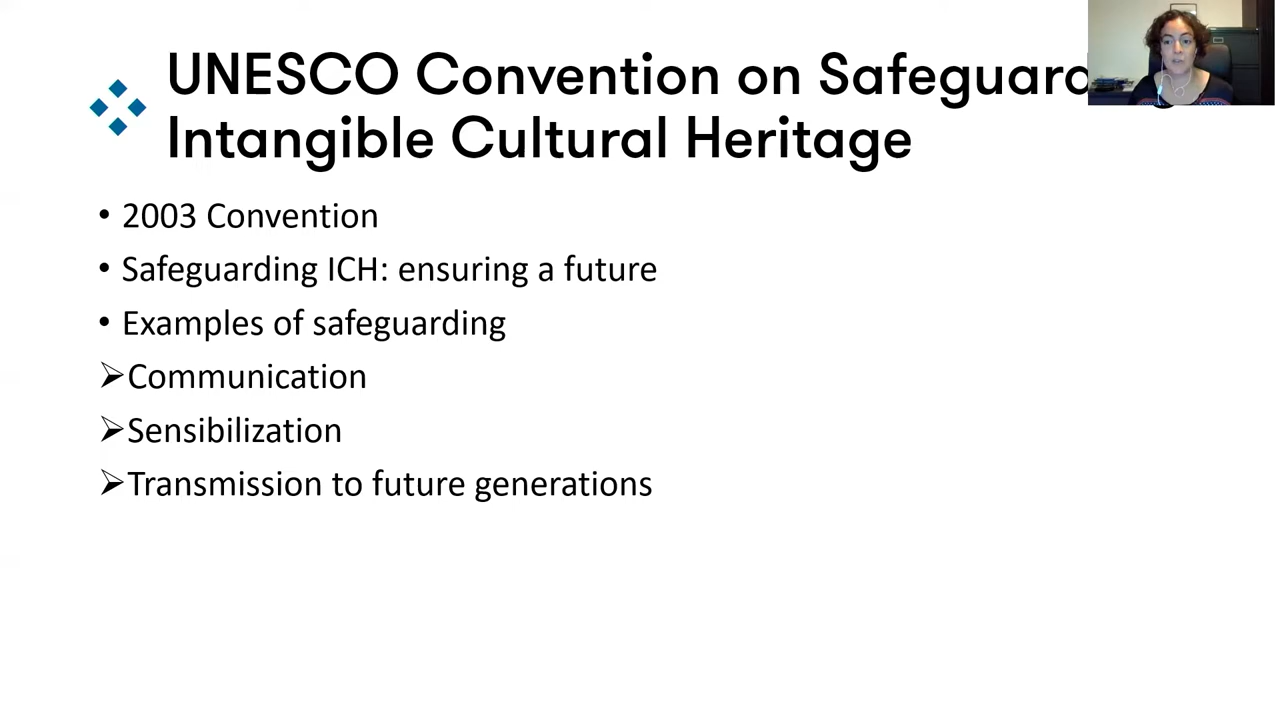 UNESCO Convention on Safeguard
Intangible Cultural Heritage
• 2003 Convention
• Safeguarding ICH: ensuring a future
• Examples of safeguarding
➢Communication
➢Sensibilization
➢Transmission to future generations